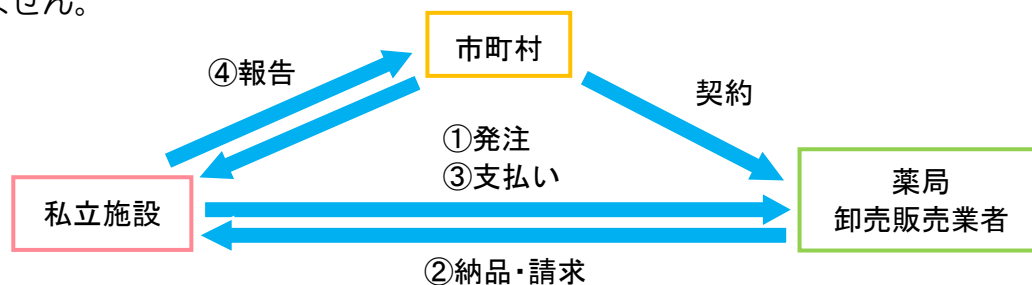 ません。
市町村
④報告
契約
①発注
③支払い
私立施設
薬局
卸売販売業者
②納品・請求